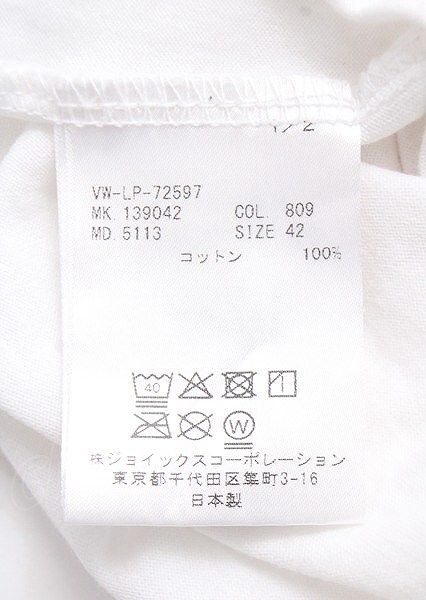 1/2
VW-LP-72597
MK. 139042 COL. 809
MD. 5113 SIZE 42
コットン 100%
40
W
㈱ジョイックスコーポレーション
東京都千代田区隼町3-16
日本製